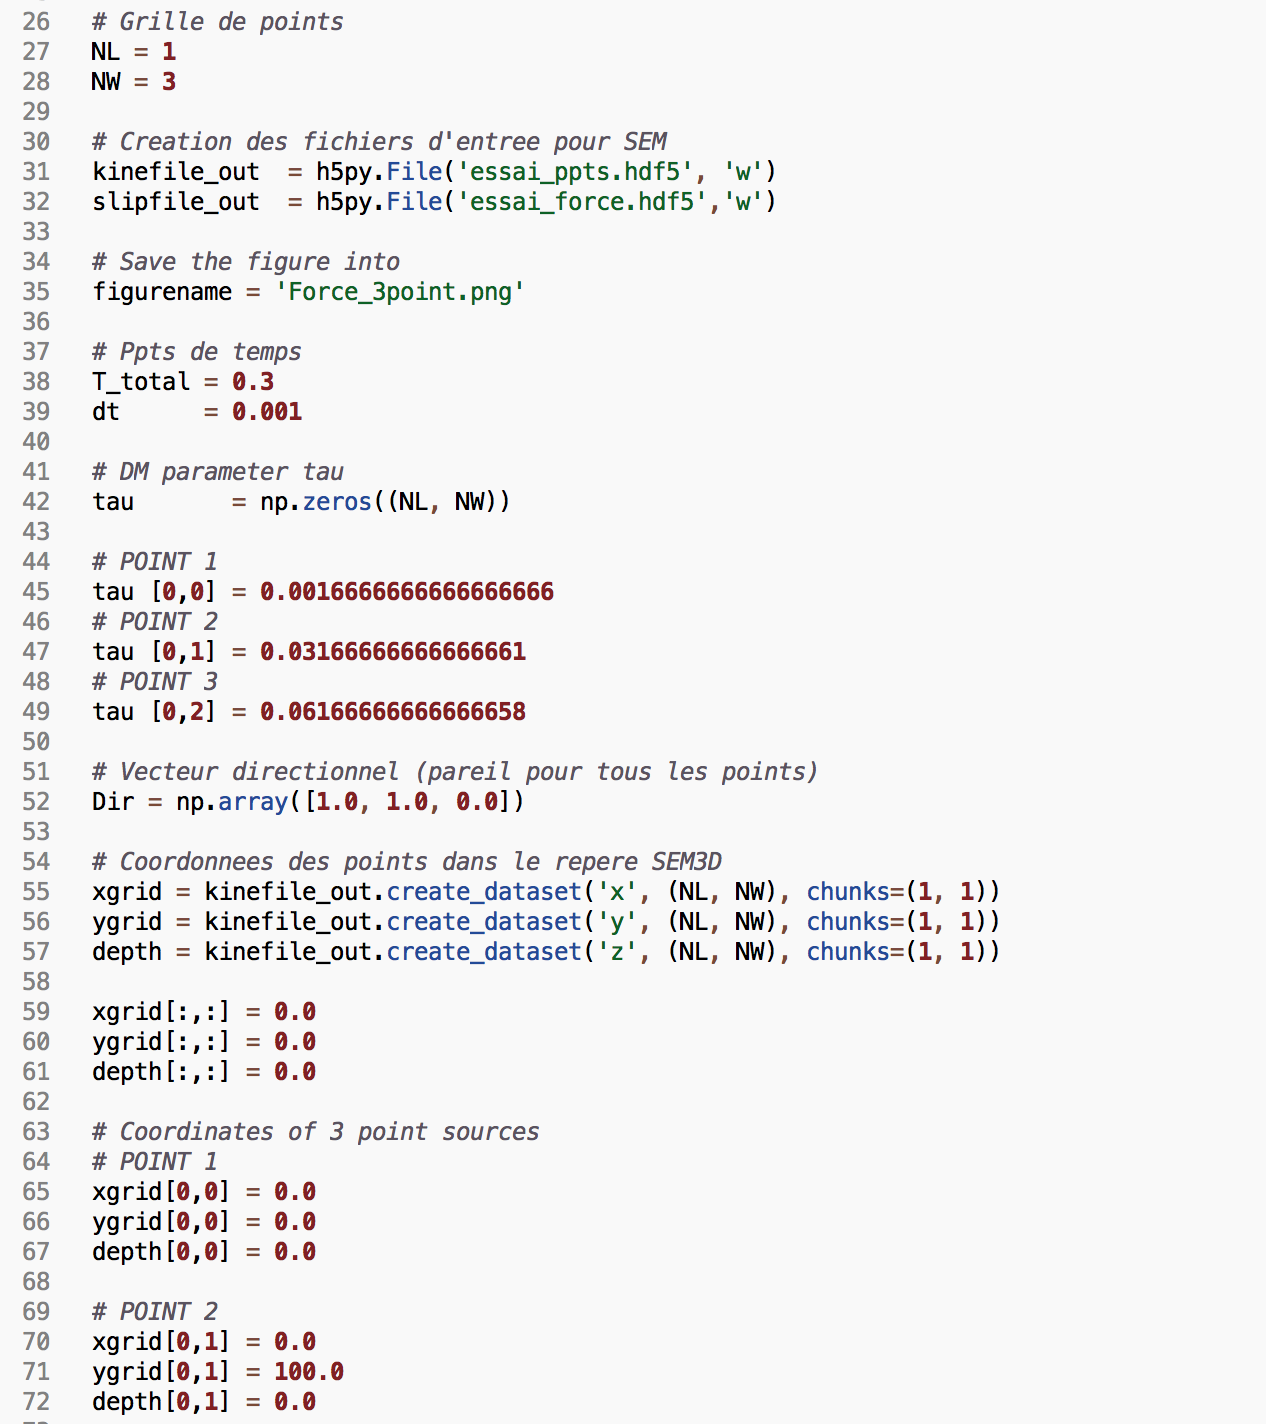 26 # Grille de points
27 NL = 1
28 NW = 3
29
30 # Creation des fichiers d'entree pour SEM
31 kinefile_out  = h5py.File('essai_ppts.hdf5', 'w')
32 slipfile_out  = h5py.File('essai_force.hdf5','w')
33
34 # Save the figure into
35 figurename = 'Force_3point.png'
36
37 # Ppts de temps
38 T_total = 0.3
39 dt      = 0.001
40
41 # DM parameter tau
42 tau       = np.zeros((NL, NW))
43
44 # POINT 1
45 tau [0,0] = 0.0016666666666666666
46 # POINT 2
47 tau [0,1] = 0.031666666666666661
48 # POINT 3
49 tau [0,2] = 0.06166666666666658
50
51 # Vecteur directionnel (pareil pour tous les points)
52 Dir = np.array([1.0, 1.0, 0.0])
53
54 # Coordonnees des points dans le repere SEM3D
55 xgrid = kinefile_out.create_dataset('x', (NL, NW), chunks=(1, 1))
56 ygrid = kinefile_out.create_dataset('y', (NL, NW), chunks=(1, 1))
57 depth = kinefile_out.create_dataset('z', (NL, NW), chunks=(1, 1))
58
59 xgrid[:,:] = 0.0
60 ygrid[:,:] = 0.0
61 depth[:,:] = 0.0
62
63 # Coordinates of 3 point sources
64 # POINT 1
65 xgrid[0,0] = 0.0
66 ygrid[0,0] = 0.0
67 depth[0,0] = 0.0
68
69 # POINT 2
70 xgrid[0,1] = 0.0
71 ygrid[0,1] = 100.0
72 depth[0,1] = 0.0